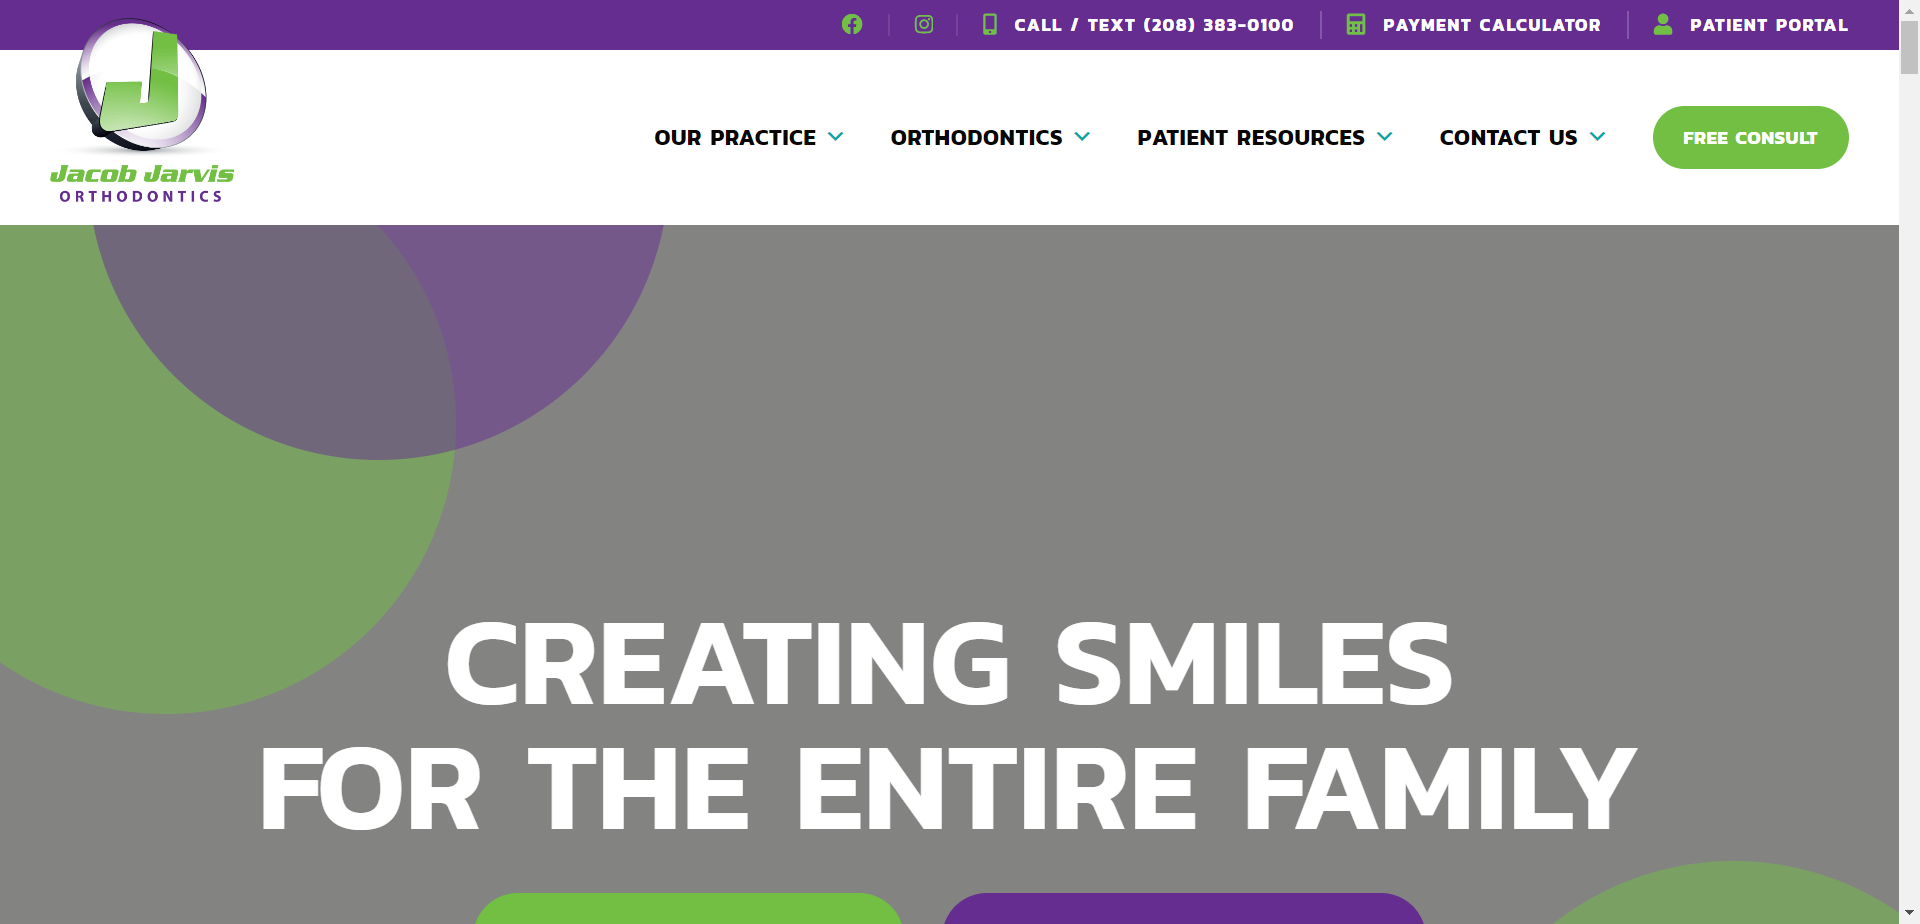 CALL / TEXT (208) 383-0100
PAYMENT CALCULATOR
PATIENT PORTAL
J
Jacob Jarvis
ORTHODONTICS
OUR PRACTICE
ORTHODONTICS
PATIENT RESOURCES
CONTACT US
FREE CONSULT
CREATING SMILES
FOR THE ENTIRE FAMILY